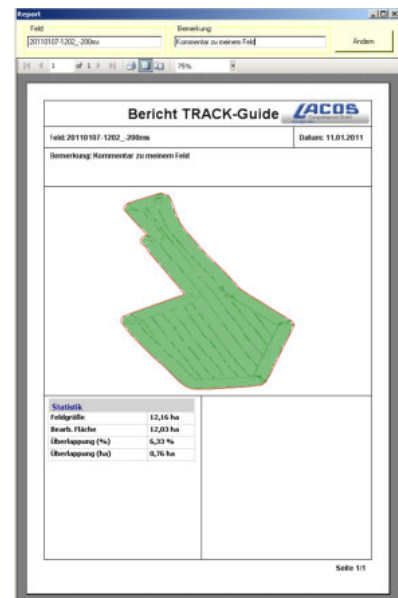 Report
Feld: Bemerkung:
20110107-1202_-200ms Kommentar zu meinem Feld Ändern
1 of 1 75%
Bericht TRACK-Guide LACOS
Feld: 20110107-1202_-200ms Datum: 11.01.2011
Bemerkung: Kommentar zu meinem Feld
Statistik
Feldgröße 12,16 ha
Bearb. Fläche 12,03 ha
Überlappung (%) 6,33 %
Überlappung (ha) 0,76 ha
Seite 1/1